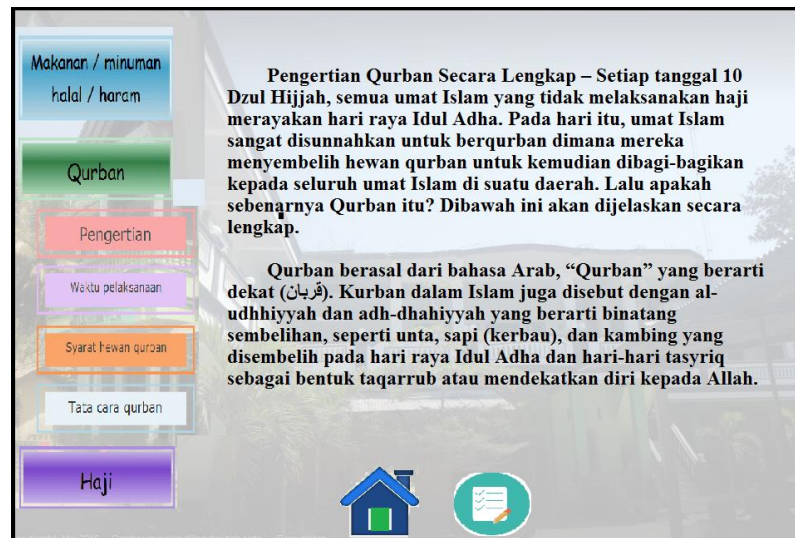 Makanan / minuman
halal / haram
Qurban
Pengertian
Waktu pelaksanaan
Syarat hewan qurban
Tata cara qurban
Haji
Pengertian Qurban Secara Lengkap – Setiap tanggal 10
Dzul Hijjah, semua umat Islam yang tidak melaksanakan haji
merayakan hari raya Idul Adha. Pada hari itu, umat Islam
sangat disunnahkan untuk berqurban dimana mereka
menyembelih hewan qurban untuk kemudian dibagi-bagikan
kepada seluruh umat Islam di suatu daerah. Lalu apakah
sebenarnya Qurban itu? Dibawah ini akan dijelaskan secara
lengkap.
Qurban berasal dari bahasa Arab, “Qurban” yang berarti
dekat (قربان). Kurban dalam Islam juga disebut dengan al-
udhhiyyah dan adh-dhahiyyah yang berarti binatang
sembelihan, seperti unta, sapi (kerbau), dan kambing yang
disembelih pada hari raya Idul Adha dan hari-hari tasyriq
sebagai bentuk taqarrub atau mendekatkan diri kepada Allah.